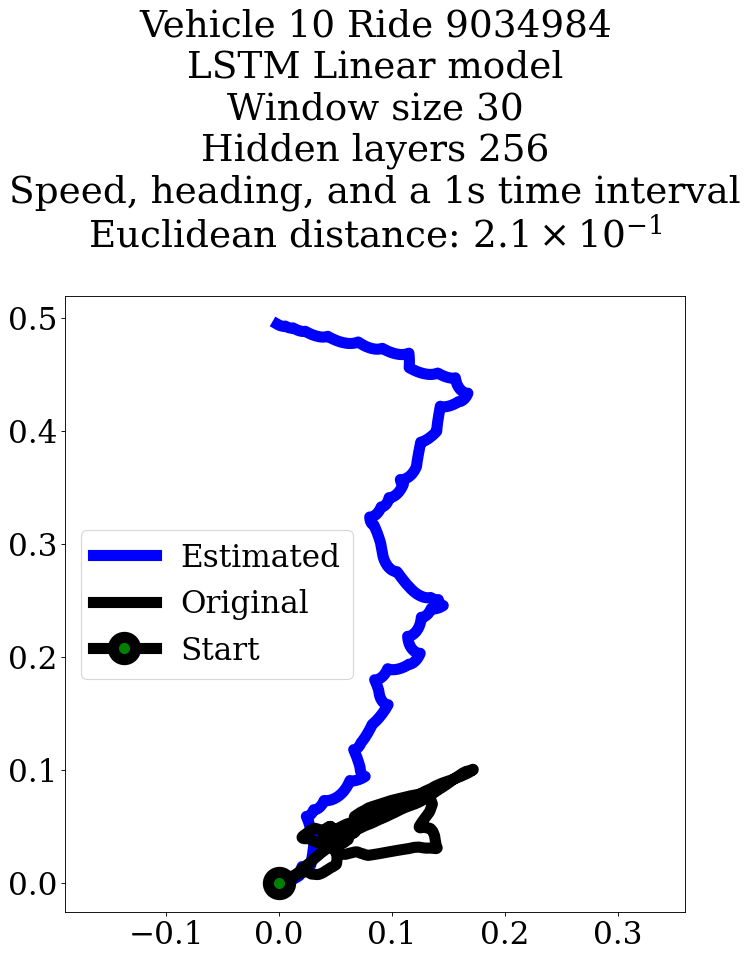 Vehicle 10 Ride 9034984
LSTM Linear model
Window size 30
Hidden layers 256
Speed, heading, and a 1s time interval
Euclidean distance: 2.1 × 10⁻¹
0.5
0.4
0.3
0.2
0.1
0.0
Estimated
Original
Start
−0.1 0.0 0.1 0.2 0.3